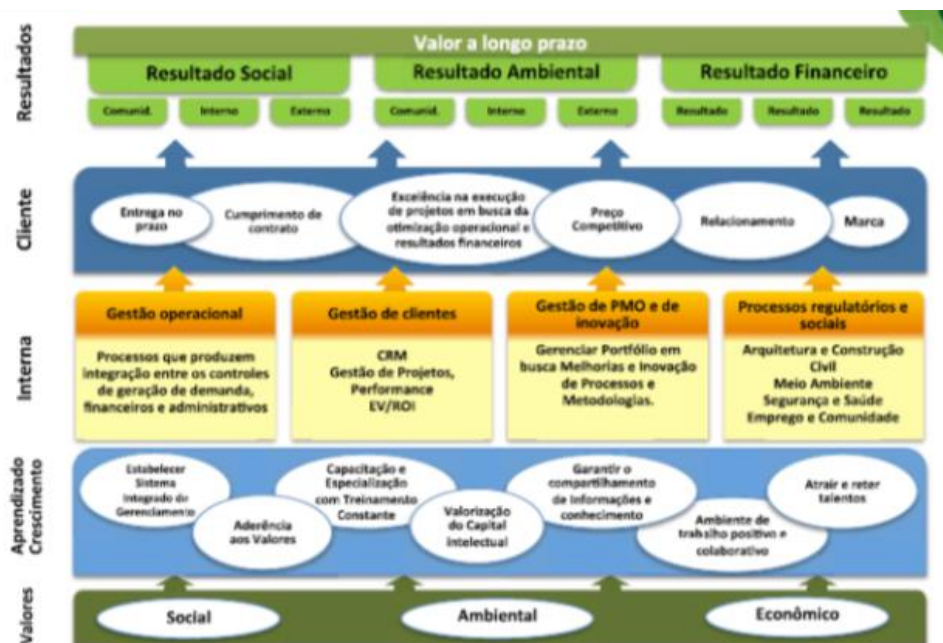 Resultados
Valor a longo prazo
Resultado Social
Resultado Ambiental
Resultado Financeiro
Comunid.
Interno
Externo
Comunid.
Interno
Externo
Resultado
Resultado
Resultado
Cliente
Entrega no
prazo
Cumprimento de
contrato
Excelência na execução
de projetos em busca da
otimização operacional e
resultados financeiros
Preço
Competitivo
Relacionamento
Marca
Interna
Gestão operacional
Processos que produzem
integração entre os controles
de geração de demanda,
financeiros e administrativos
Gestão de clientes
CRM
Gestão de Projetos,
Performance
EV/ROI
Gestão de PMO e de
inovação
Gerenciar Portfólio em
busca Melhorias e Inovação
de Processos e
Metodologias.
Processos regulatórios e
sociais
Arquitetura e Construção
Civil
Meio Ambiente
Segurança e Saúde
Emprego e Comunidade
Aprendizado
Crescimento
Estabelecer
Sistema
Integrado de
Gerenciamento
Aderência
aos Valores
Capacitação e
Especialização
com Treinamento
Constante
Valorização
do Capital
Intelectual
Garantir o
compartilhamento
de Informações e
conhecimento
Ambiente de
trabalho positivo e
colaborativo
Atrair e reter
talentos
Valores
Social
Ambiental
Econômico